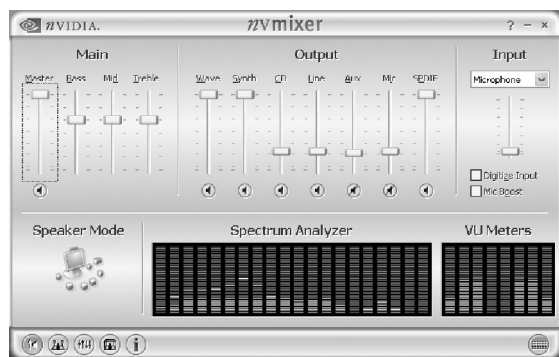 nVIDIA.
nvmixer
? – ×
Main
Output
Input
Master
Bass
Mid
Treble
Wave
Synth
CD
Line
Aux
Mic
SPDIF
Microphone
Digitize Input
Mic Boost
Speaker Mode
Spectrum Analyzer
VU Meters